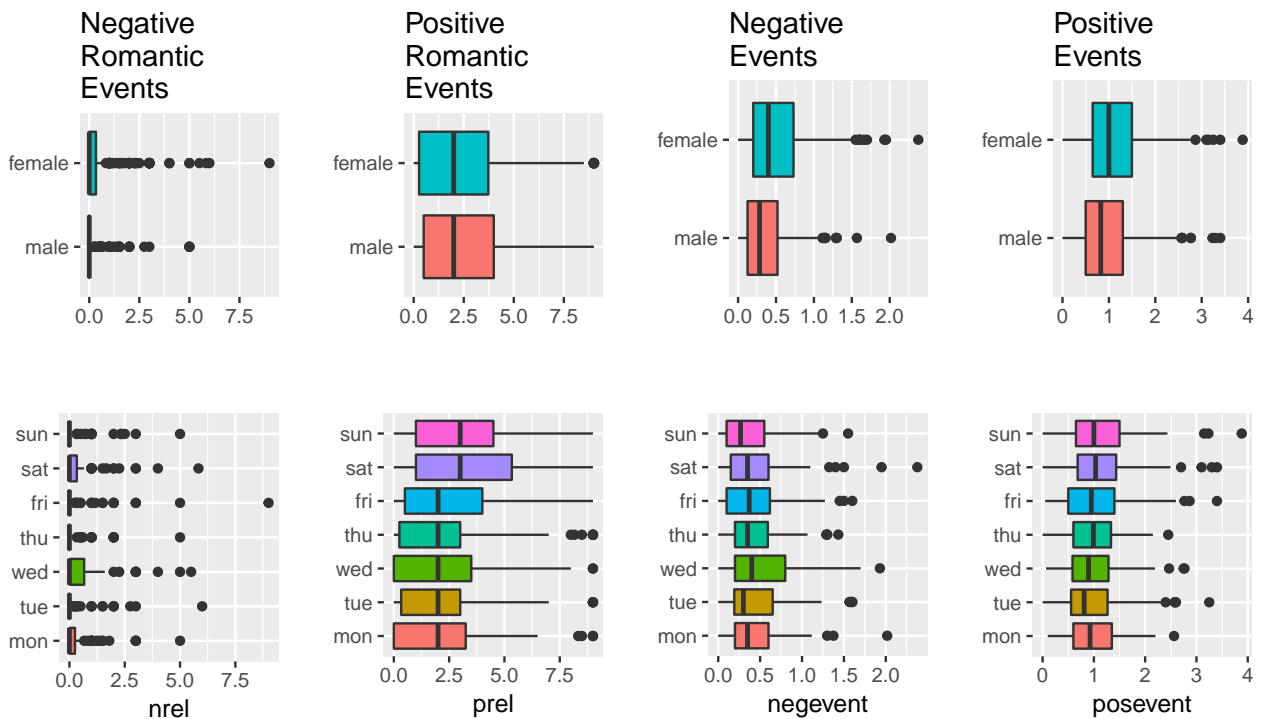 Negative
Romantic
Events
female
male
0.0 2.5 5.0 7.5
Positive
Romantic
Events
female
male
0.0 2.5 5.0 7.5
Negative
Events
female
male
0.0 0.5 1.0 1.5 2.0
Positive
Events
female
male
0 1 2 3 4
sun
sat
fri
thu
wed
tue
mon
0.0 2.5 5.0 7.5
nrel
sun
sat
fri
thu
wed
tue
mon
0.0 2.5 5.0 7.5
prel
sun
sat
fri
thu
wed
tue
mon
0.0 0.5 1.0 1.5 2.0
negevent
sun
sat
fri
thu
wed
tue
mon
0 1 2 3 4
posevent